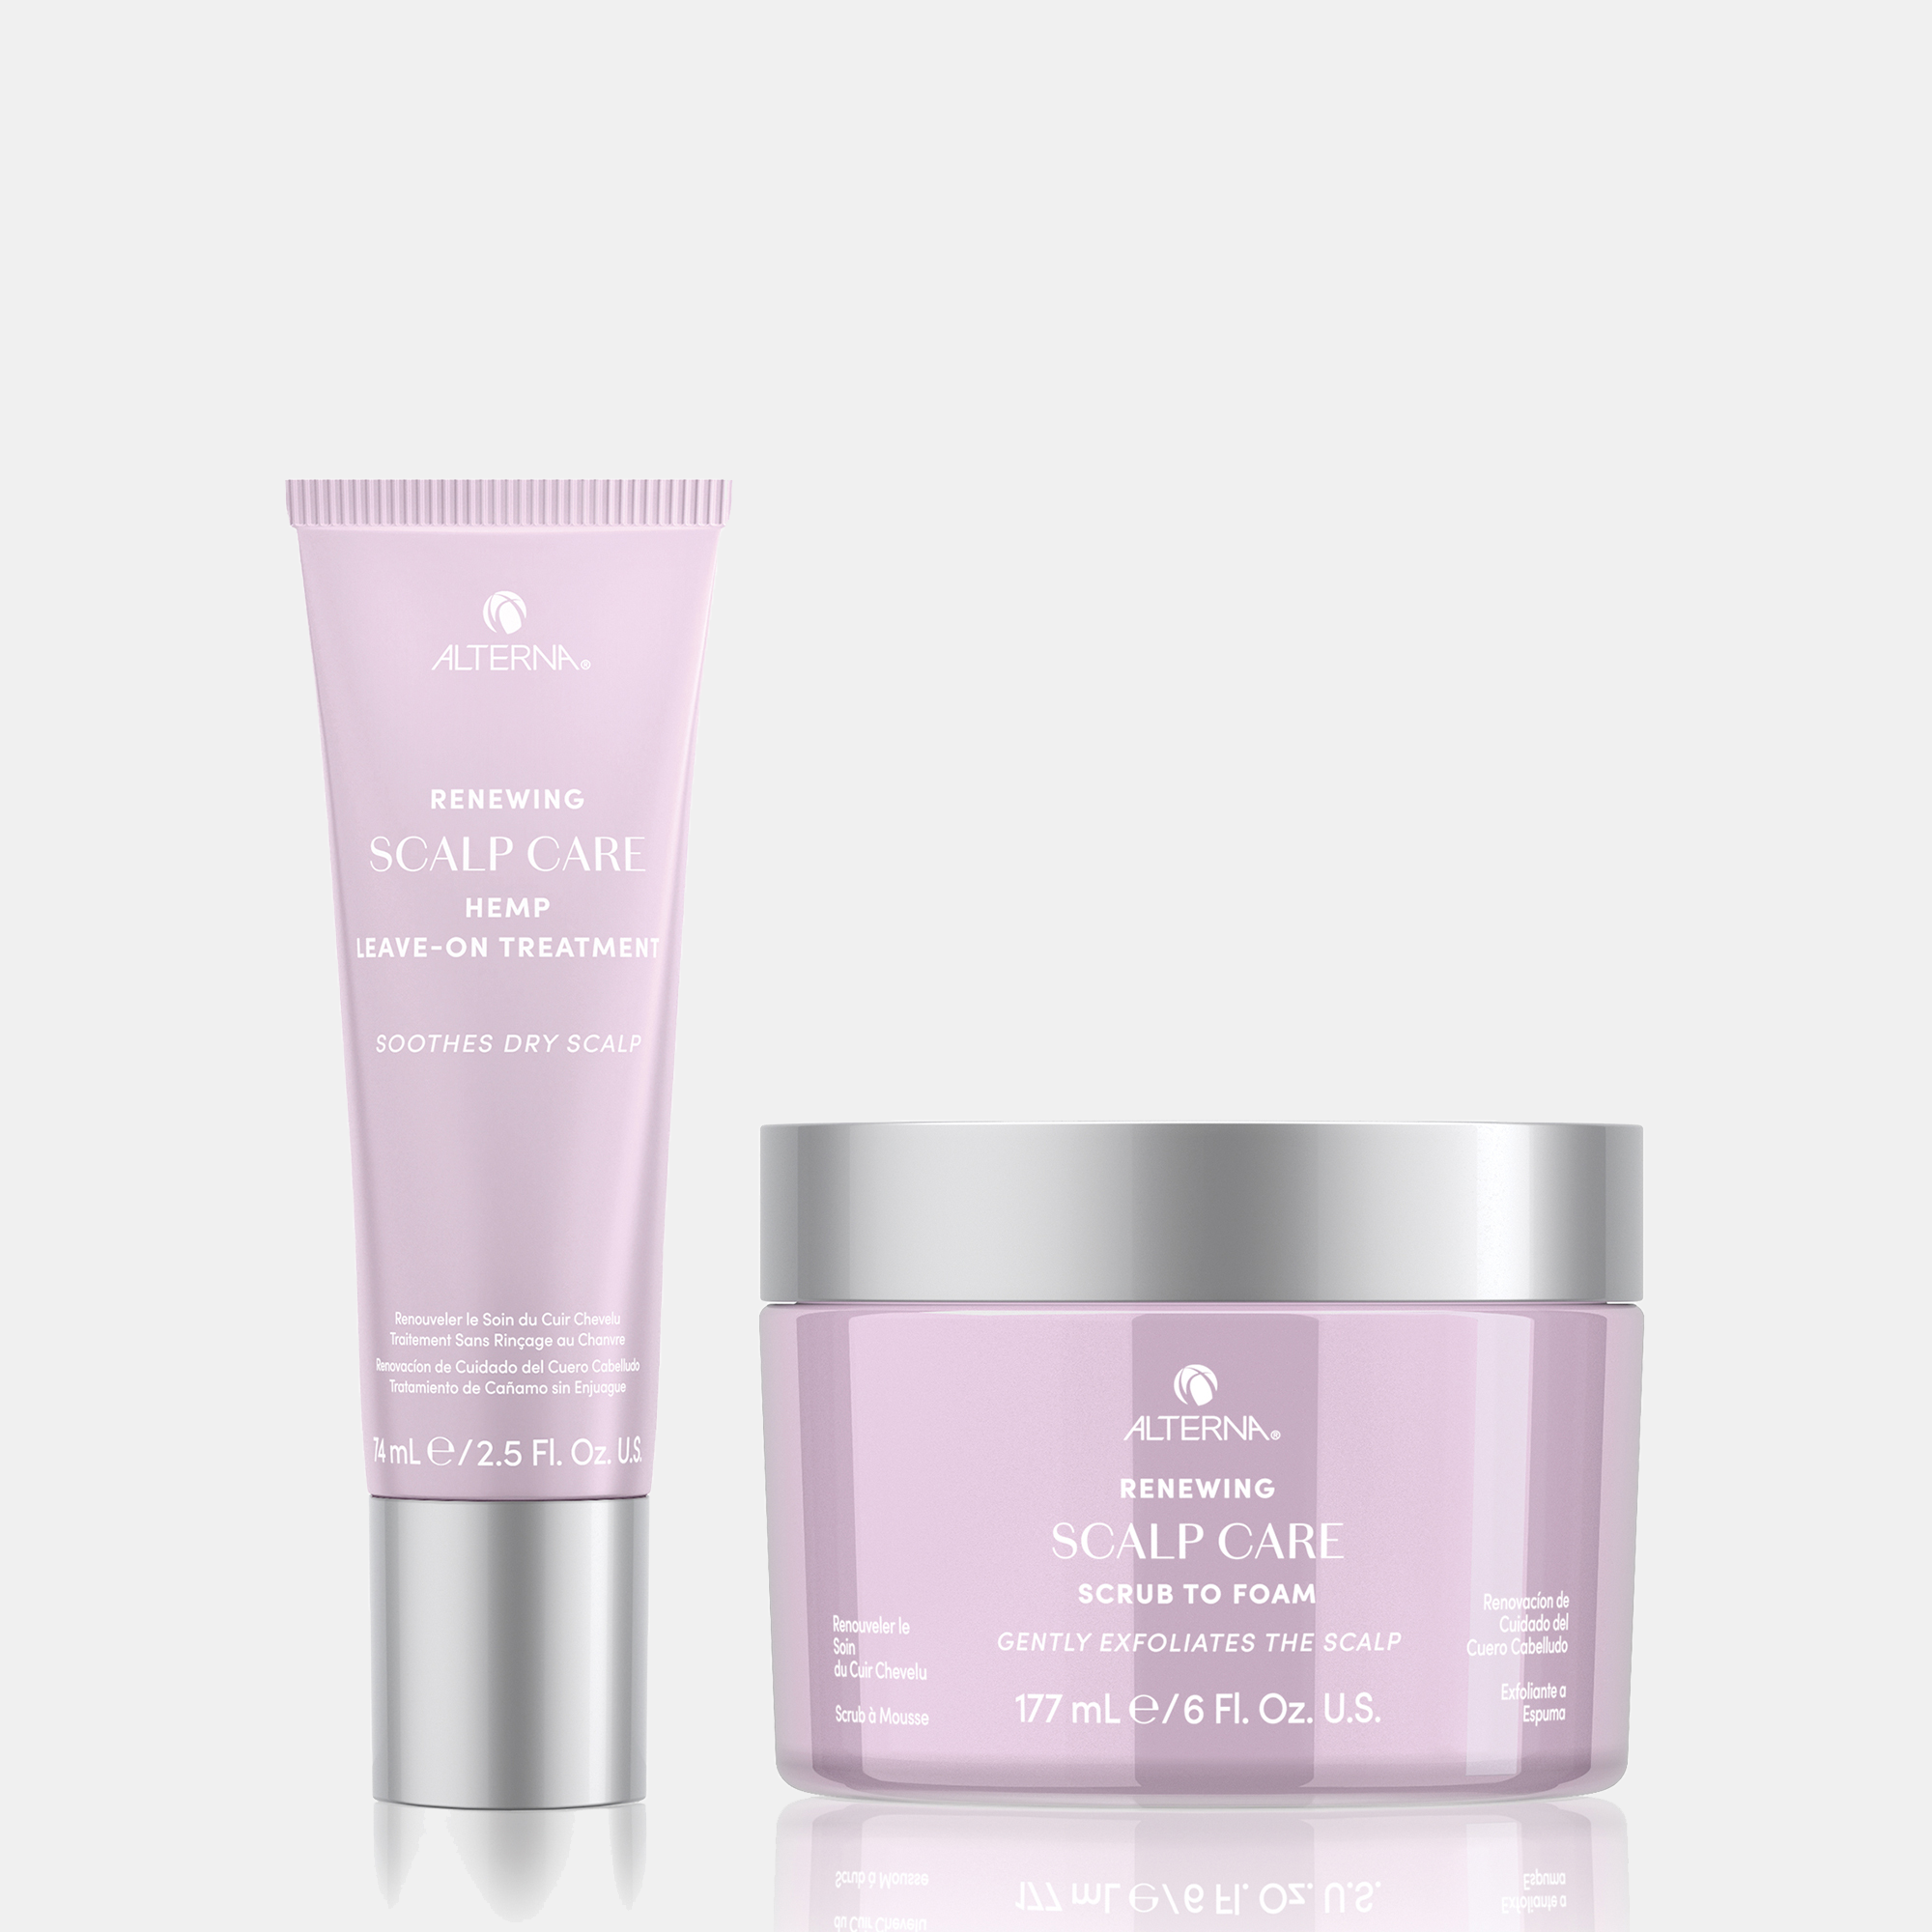 ALTERNA®
RENEWING
SCALP CARE
HEMP
LEAVE-ON TREATMENT
SOOTHES DRY SCALP
Renouveler le Soin du Cuir Chevelu
Traitement Sans Rinçage au Chanvre
Renovacíon de Cuidado del Cuero Cabelludo
Tratamiento de Cañamo sin Enjuague
74 mL ℮/2.5 Fl. Oz. U.S.
ALTERNA®
RENEWING
SCALP CARE
SCRUB TO FOAM
GENTLY EXFOLIATES THE SCALP
177 mL ℮/6 Fl. Oz. U.S.
Renouveler le
Soin
du Cuir Chevelu
Scrub à Mousse
Renovacíon de
Cuidado del
Cuero Cabelludo
Exfoliante a
Espuma